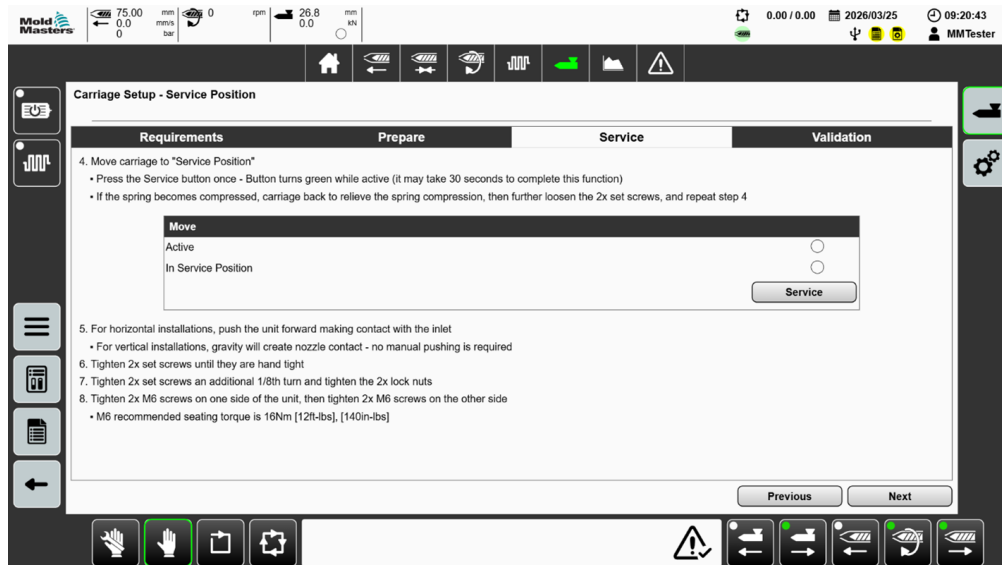 Mold
Masters
75.00 mm
0.0 mm/s
0 bar
0 rpm
26.8 mm
0.0 kN
0.00 / 0.00
2026/03/25
09:20:43
MMTester
Carriage Setup - Service Position
Requirements
Prepare
Service
Validation
4. Move carriage to "Service Position"
• Press the Service button once - Button turns green while active (it may take 30 seconds to complete this function)
• If the spring becomes compressed, carriage back to relieve the spring compression, then further loosen the 2x set screws, and repeat step 4
Move
Active
In Service Position
Service
5. For horizontal installations, push the unit forward making contact with the inlet
• For vertical installations, gravity will create nozzle contact - no manual pushing is required
6. Tighten 2x set screws until they are hand tight
7. Tighten 2x set screws an additional 1/8th turn and tighten the 2x lock nuts
8. Tighten 2x M6 screws on one side of the unit, then tighten 2x M6 screws on the other side
• M6 recommended seating torque is 16Nm [12ft-lbs], [140in-lbs]
Previous
Next